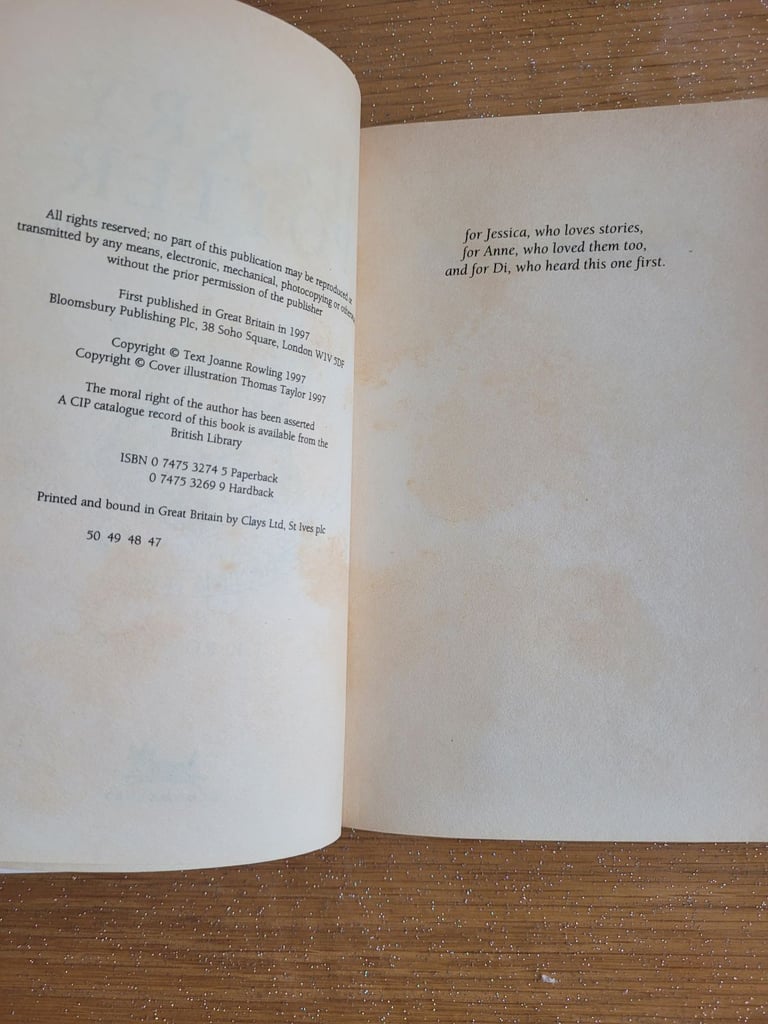 All rights reserved; no part of this publication may be reproduced or
transmitted by any means, electronic, mechanical, photocopying or otherwise
without the prior permission of the publisher
First published in Great Britain in 1997
Bloomsbury Publishing Plc, 38 Soho Square, London W1V 5DF
Copyright © Text Joanne Rowling 1997
Copyright © Cover illustration Thomas Taylor 1997
The moral right of the author has been asserted
A CIP catalogue record of this book is available from the
British Library
ISBN 0 7475 3274 5 Paperback
0 7475 3269 9 Hardback
Printed and bound in Great Britain by Clays Ltd, St Ives plc
50 49 48 47
for Jessica, who loves stories,
for Anne, who loved them too,
and for Di, who heard this one first.